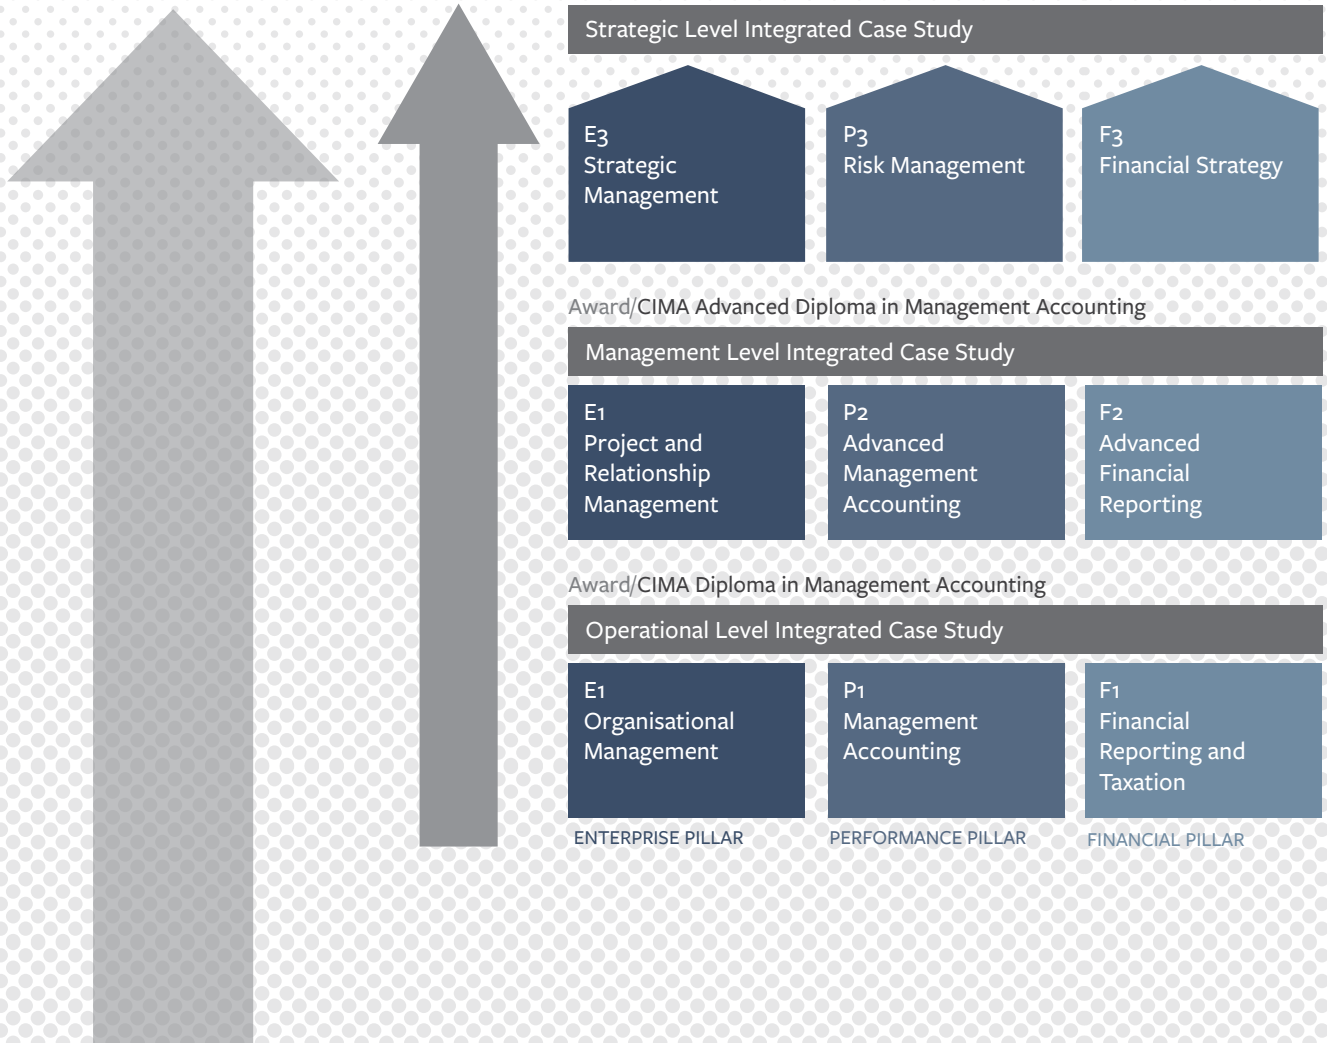 Strategic Level Integrated Case Study
E3
Strategic
Management
P3
Risk Management
F3
Financial Strategy
Award/CIMA Advanced Diploma in Management Accounting
Management Level Integrated Case Study
E1
Project and
Relationship
Management
P2
Advanced
Management
Accounting
F2
Advanced
Financial
Reporting
Award/CIMA Diploma in Management Accounting
Operational Level Integrated Case Study
E1
Organisational
Management
P1
Management
Accounting
F1
Financial
Reporting and
Taxation
ENTERPRISE PILLAR
PERFORMANCE PILLAR
FINANCIAL PILLAR